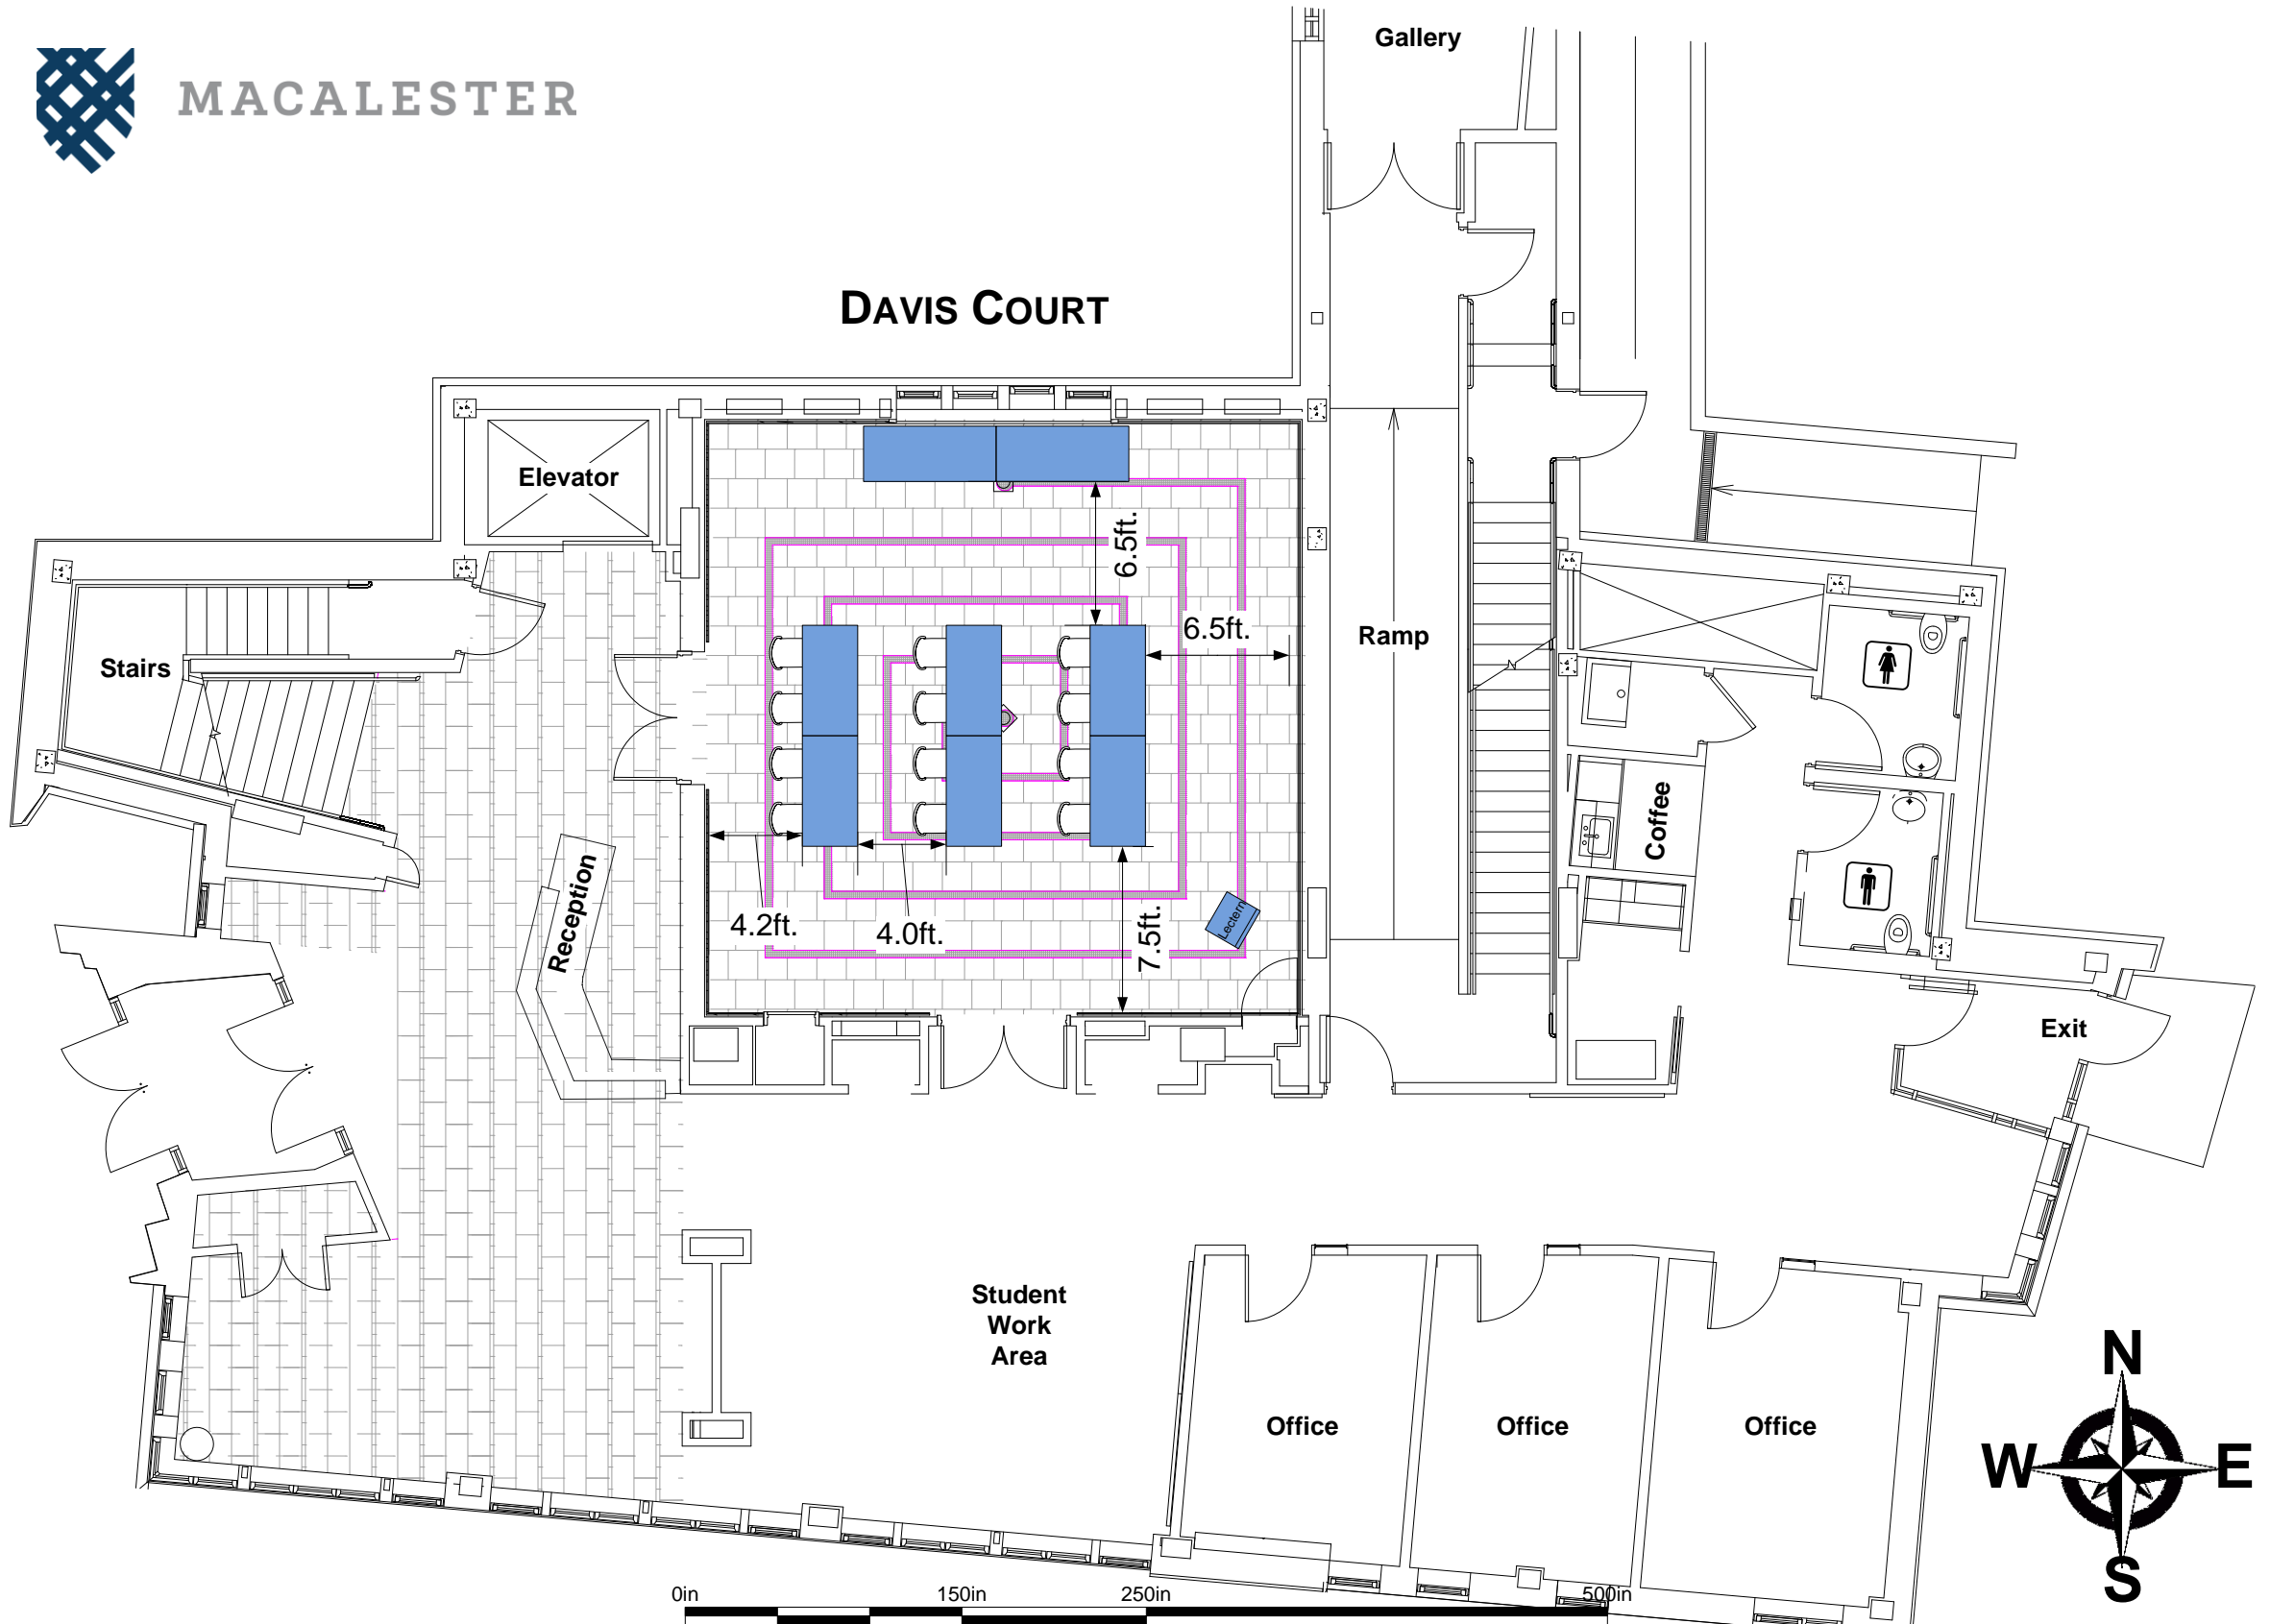 Gallery
MACALESTER
DAVIS COURT
Elevator
6.5ft.
6.5ft.
Ramp
Stairs
Coffee
Reception
4.2ft.
4.0ft.
7.5ft.
Lectern
Exit
Student
Work
Area
Office
Office
Office
N
W
E
S
0in
150in
250in
500in